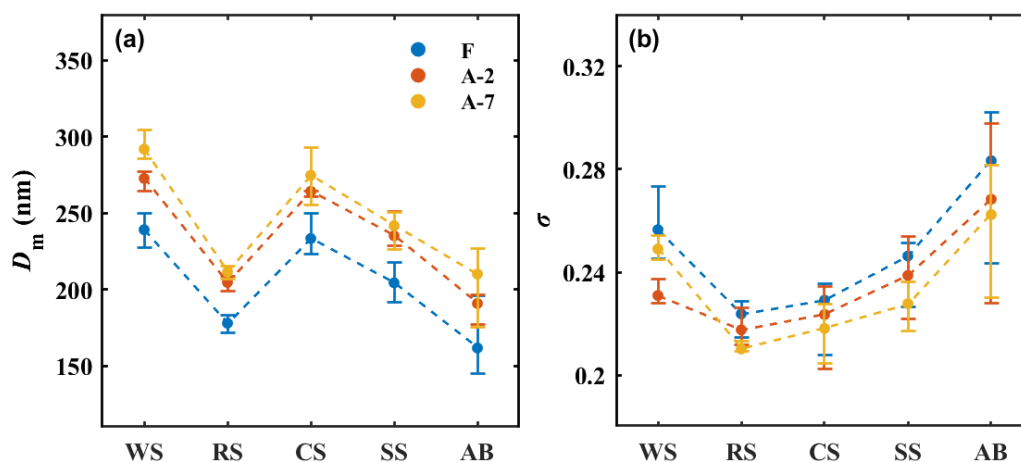 (a)
F
A-2
A-7
350
300
250
200
150
D_m (nm)
WS RS CS SS AB
(b)
0.32
0.28
0.24
0.2
σ
WS RS CS SS AB